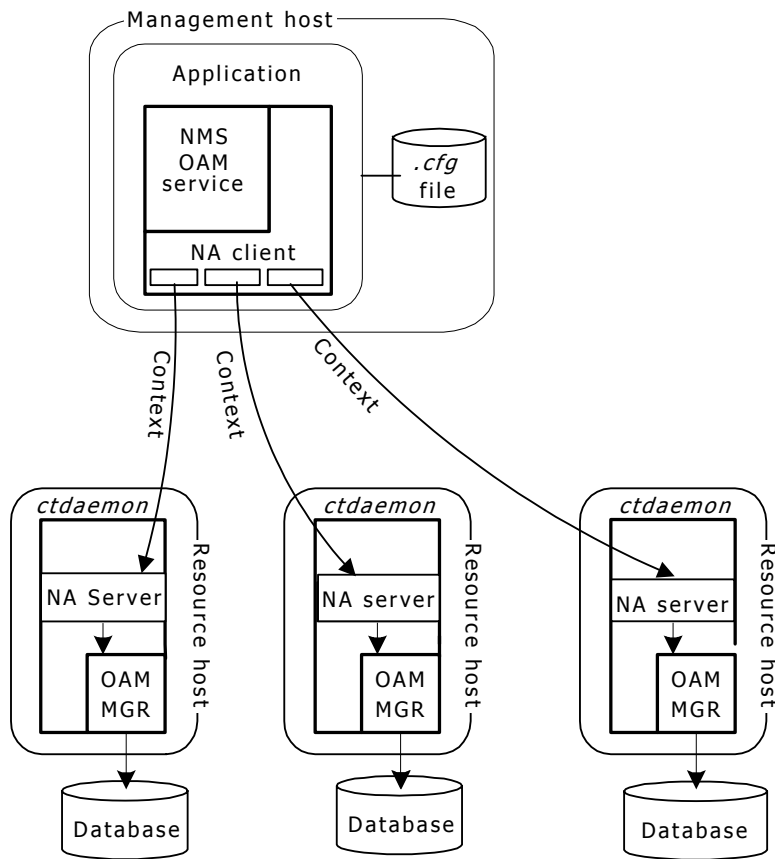 Management host
Application
NMS
OAM
service
.cfg
file
NA client
Context
Context
Context
ctdaemon
NA Server
OAM
MGR
Resource host
Database
ctdaemon
NA server
OAM
MGR
Resource host
Database
ctdaemon
NA server
OAM
MGR
Resource host
Database